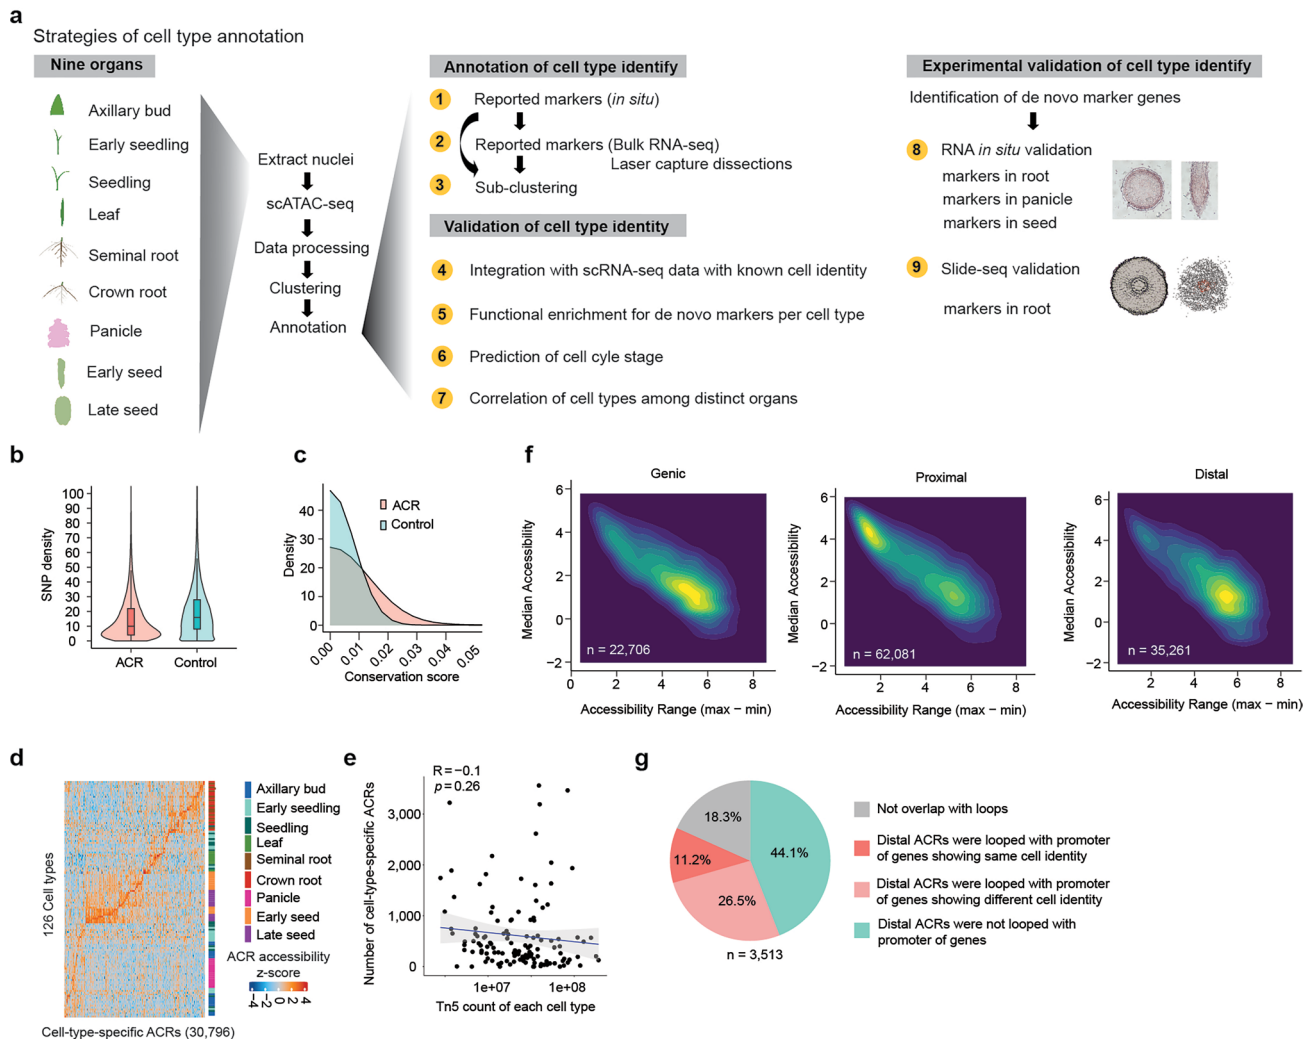 a
Strategies of cell type annotation
Nine organs
Axillary bud
Early seedling
Seedling
Leaf
Seminal root
Crown root
Panicle
Early seed
Late seed
Extract nuclei
scATAC-seq
Data processing
Clustering
Annotation
Annotation of cell type identify
1 Reported markers (in situ)
2 Reported markers (Bulk RNA-seq)
Laser capture dissections
3 Sub-clustering
Validation of cell type identity
4 Integration with scRNA-seq data with known cell identity
5 Functional enrichment for de novo markers per cell type
6 Prediction of cell cyle stage
7 Correlation of cell types among distinct organs
Experimental validation of cell type identify
Identification of de novo marker genes
8 RNA in situ validation
markers in root
markers in panicle
markers in seed
9 Slide-seq validation
markers in root
b
SNP density
100
90
80
70
60
50
40
30
20
10
0
ACR Control
c
Density
40
30
20
10
0
ACR
Control
0.00 0.01 0.02 0.03 0.04 0.05
Conservation score
f
Genic
Median Accessibility
6
4
2
0
−2
n = 22,706
0 2 4 6 8
Accessibility Range (max − min)
Proximal
Median Accessibility
6
4
2
0
−2
n = 62,081
2 4 6 8
Accessibility Range (max − min)
Distal
Median Accessibility
6
4
2
0
−2
n = 35,261
2 4 6 8
Accessibility Range (max − min)
d
126 Cell types
Cell-type-specific ACRs (30,796)
Axillary bud
Early seedling
Seedling
Leaf
Seminal root
Crown root
Panicle
Early seed
Late seed
ACR accessibility
z-score
−4 −2 0 2 4
e
R = −0.1
p = 0.26
Number of cell-type-specific ACRs
3,000
2,000
1,000
0
1e+07 1e+08
Tn5 count of each cell type
g
18.3%
11.2%
26.5%
44.1%
n = 3,513
Not overlap with loops
Distal ACRs were looped with promoter
of genes showing same cell identity
Distal ACRs were looped with promoter
of genes showing different cell identity
Distal ACRs were not looped with
promoter of genes